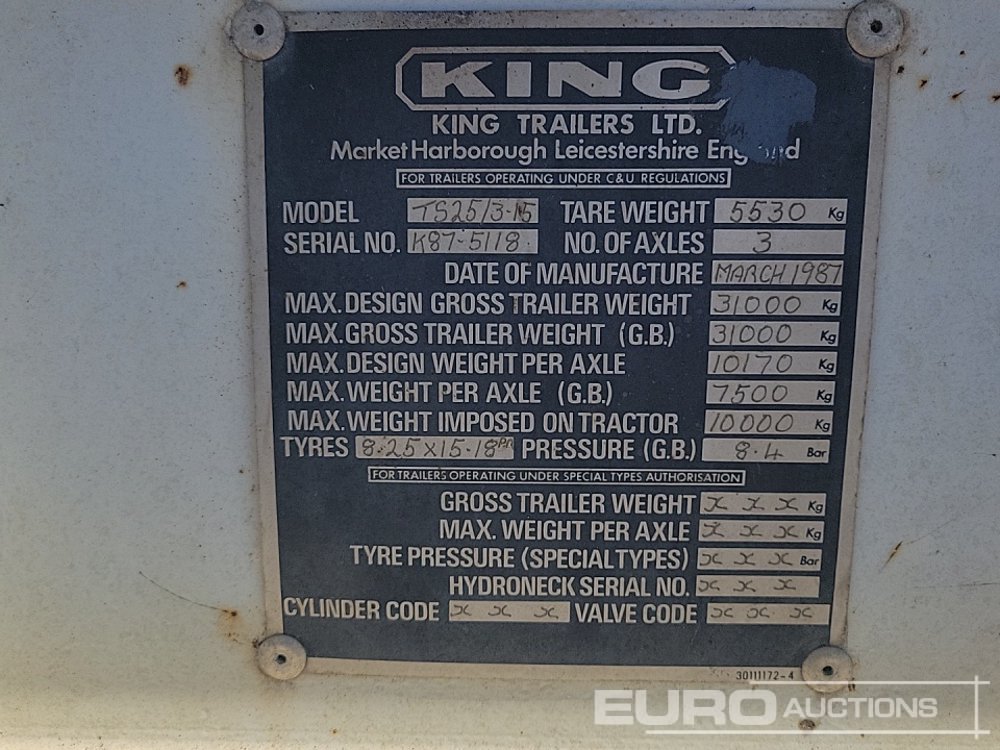 KING
KING TRAILERS LTD.
Market Harborough Leicestershire
FOR TRAILERS OPERATING UNDER C&U REGULATIONS
MODEL TS25/3-15 TARE WEIGHT 5530 Kg
SERIAL NO. K87-5118 NO. OF AXLES 3
DATE OF MANUFACTURE MARCH 1987
MAX. DESIGN GROSS TRAILER WEIGHT 31000 Kg
MAX. GROSS TRAILER WEIGHT (G.B.) 31000 Kg
MAX. DESIGN WEIGHT PER AXLE 10170 Kg
MAX. WEIGHT PER AXLE (G.B.) 7500 Kg
MAX. WEIGHT IMPOSED ON TRACTOR 10000 Kg
TYRES 8.25x15-18PR PRESSURE (G.B.) 8.4 Bar
FOR TRAILERS OPERATING UNDER SPECIAL TYPES AUTHORISATION
GROSS TRAILER WEIGHT x x x Kg
MAX. WEIGHT PER AXLE x x x Kg
TYRE PRESSURE (SPECIAL TYPES) x x x Bar
HYDRONECK SERIAL NO. x x x
CYLINDER CODE x x x VALVE CODE x x x
30111172-4
EURO AUCTIONS